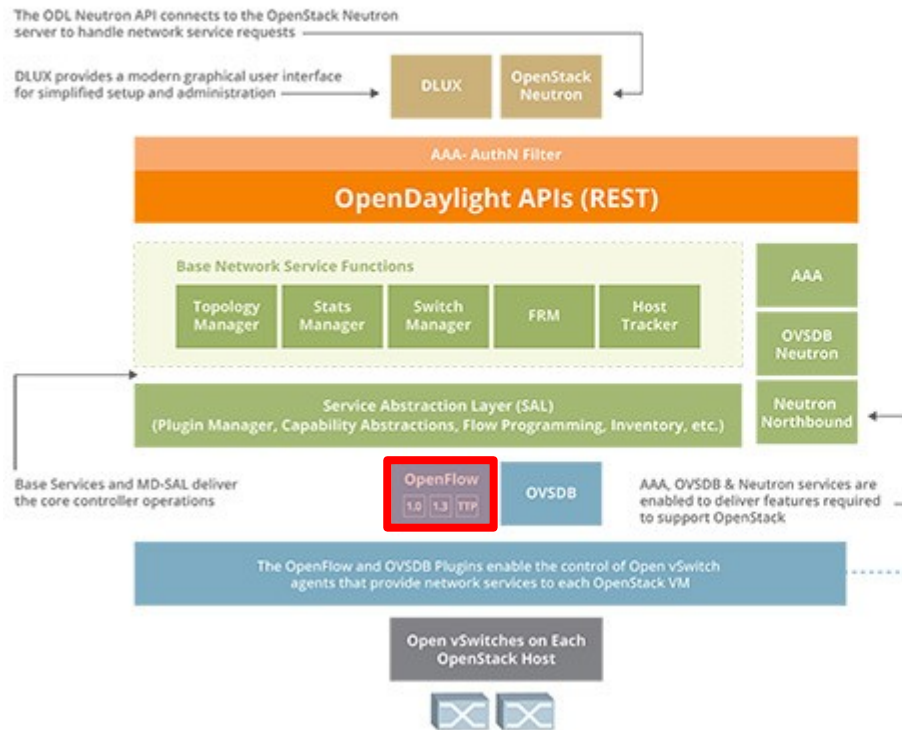 The ODL Neutron API connects to the OpenStack Neutron
server to handle network service requests
DLUX provides a modern graphical user interface
for simplified setup and administration
DLUX
OpenStack
Neutron
AAA- AuthN Filter
OpenDaylight APIs (REST)
Base Network Service Functions
Topology
Manager
Stats
Manager
Switch
Manager
FRM
Host
Tracker
AAA
OVSDB
Neutron
Neutron
Northbound
Service Abstraction Layer (SAL)
(Plugin Manager, Capability Abstractions, Flow Programming, Inventory, etc.)
Base Services and MD-SAL deliver
the core controller operations
OpenFlow
1.0 1.3 TTP
OVSDB
AAA, OVSDB & Neutron services are
enabled to deliver features required
to support OpenStack
The OpenFlow and OVSDB Plugins enable the control of Open vSwitch
agents that provide network services to each OpenStack VM
Open vSwitches on Each
OpenStack Host